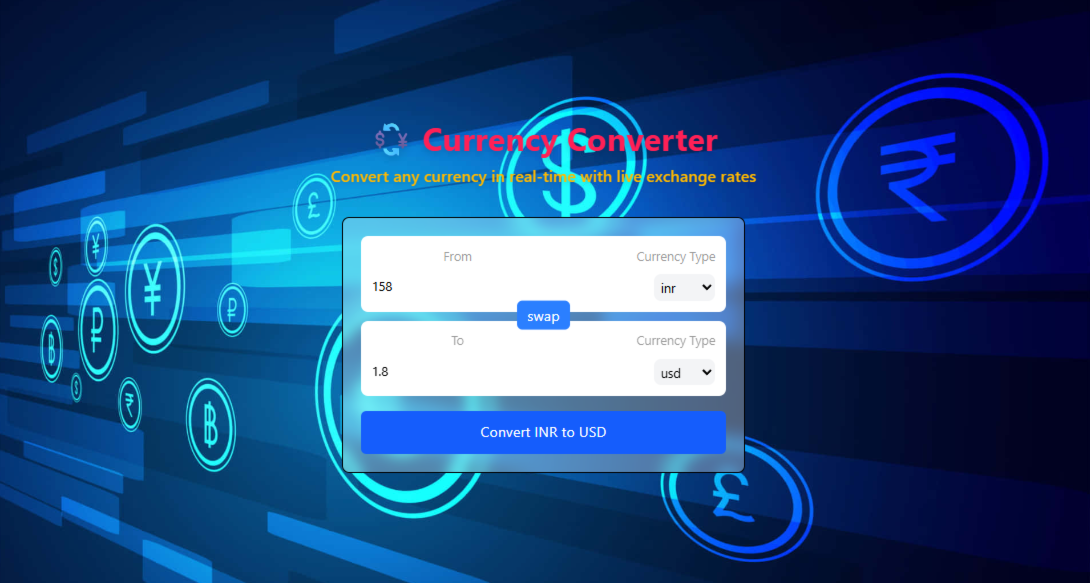 Currency Converter
Convert any currency in real-time with live exchange rates
From Currency Type
158 inr
swap
To Currency Type
1.8 usd
Convert INR to USD